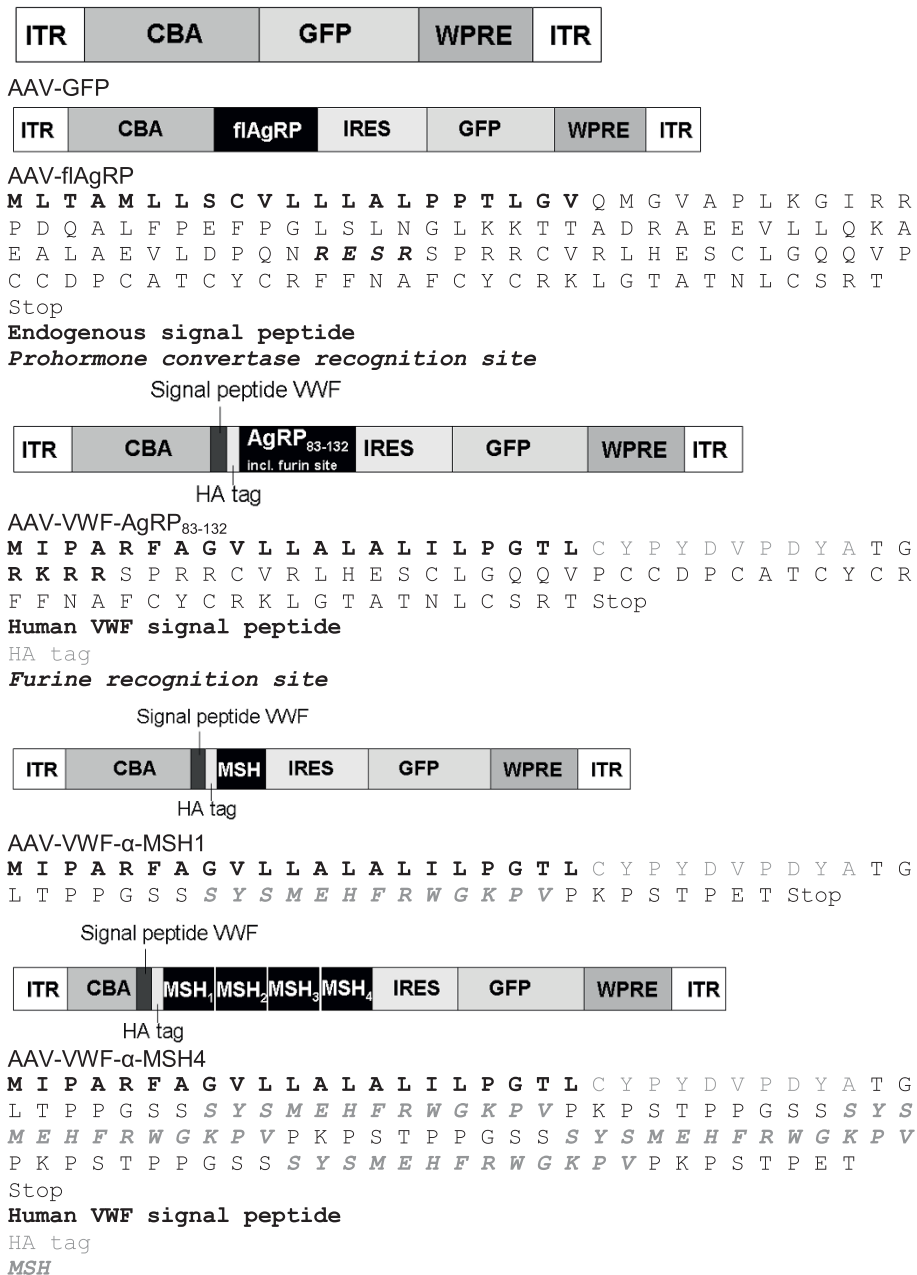 ITR CBA GFP WPRE ITR
AAV-GFP
ITR CBA flAgRP IRES GFP WPRE ITR
AAV-flAgRP
M L T A M L L S C V L L L A L P P T L G V Q M G V A P L K G I R R
P D Q A L F P E F P G L S L N G L K K T T A D R A E E V L L Q K A
E A L A E V L D P Q N R E S R S P R R C V R L H E S C L G Q Q V P
C C D P C A T C Y C R F F N A F C Y C R K L G T A T N L C S R T
Stop
Endogenous signal peptide
Prohormone convertase recognition site
Signal peptide VWF
ITR CBA AgRP83-132 incl. furin site IRES GFP WPRE ITR
HA tag
AAV-VWF-AgRP83-132
M I P A R F A G V L L A L A L I L P G T L C Y P Y D V P D Y A T G
R K R R S P R R C V R L H E S C L G Q Q V P C C D P C A T C Y C R
F F N A F C Y C R K L G T A T N L C S R T Stop
Human VWF signal peptide
HA tag
Furine recognition site
Signal peptide VWF
ITR CBA MSH IRES GFP WPRE ITR
HA tag
AAV-VWF-α-MSH1
M I P A R F A G V L L A L A L I L P G T L C Y P Y D V P D Y A T G
L T P P G S S S Y S M E H F R W G K P V P K P S T P E T Stop
Signal peptide VWF
ITR CBA MSH1 MSH2 MSH3 MSH4 IRES GFP WPRE ITR
HA tag
AAV-VWF-α-MSH4
M I P A R F A G V L L A L A L I L P G T L C Y P Y D V P D Y A T G
L T P P G S S S Y S M E H F R W G K P V P K P S T P P G S S S Y S
M E H F R W G K P V P K P S T P P G S S S Y S M E H F R W G K P V
P K P S T P P G S S S Y S M E H F R W G K P V P K P S T P E T
Stop
Human VWF signal peptide
HA tag
MSH